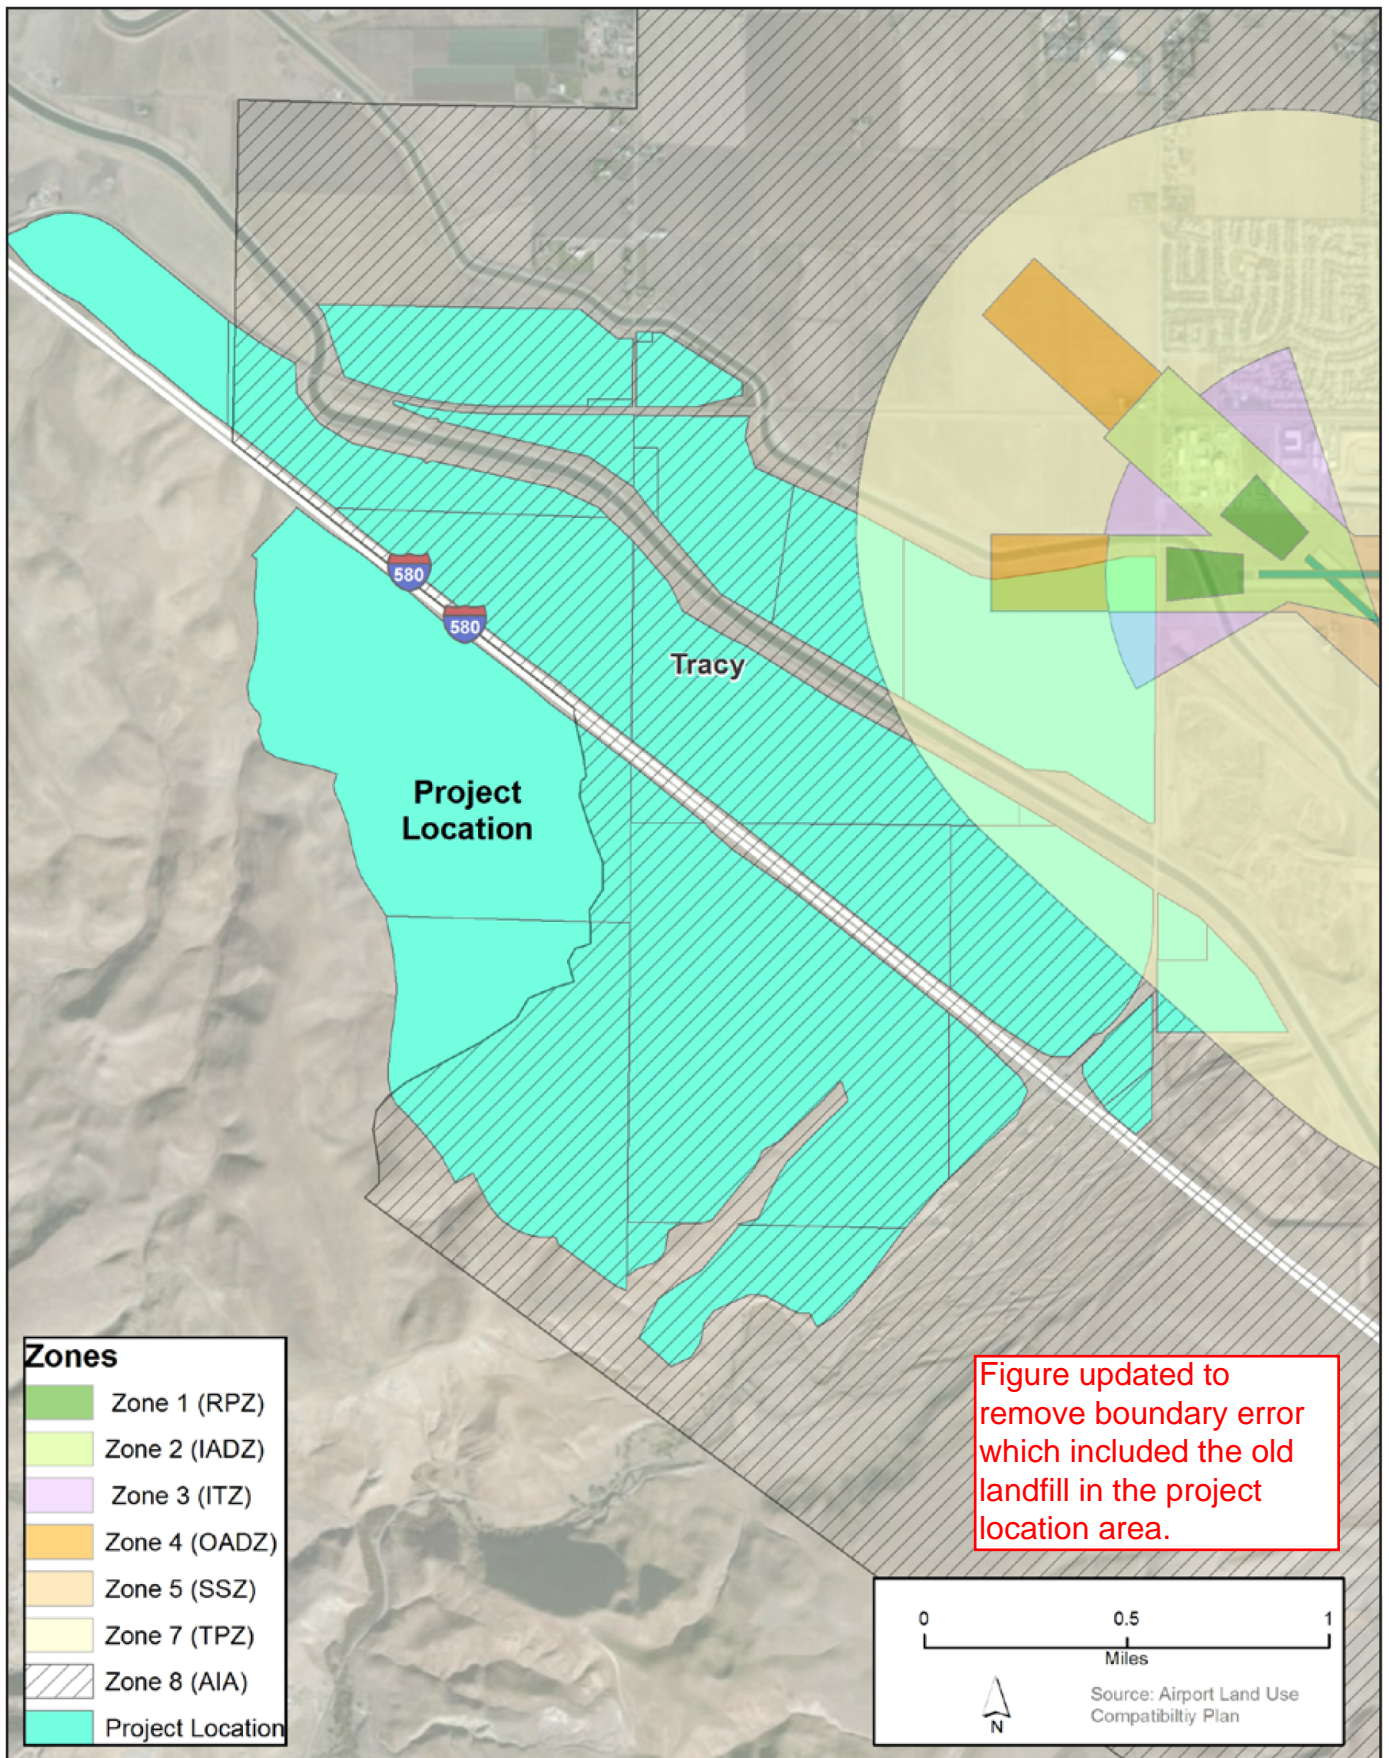 580
580
Tracy
Project
Location
Zones
Zone 1 (RPZ)
Zone 2 (IADZ)
Zone 3 (ITZ)
Zone 4 (OADZ)
Zone 5 (SSZ)
Zone 7 (TPZ)
Zone 8 (AIA)
Project Location
Figure updated to
remove boundary error
which included the old
landfill in the project
location area.
0 0.5 1
Miles
N
Source: Airport Land Use
Compatibiltiy Plan